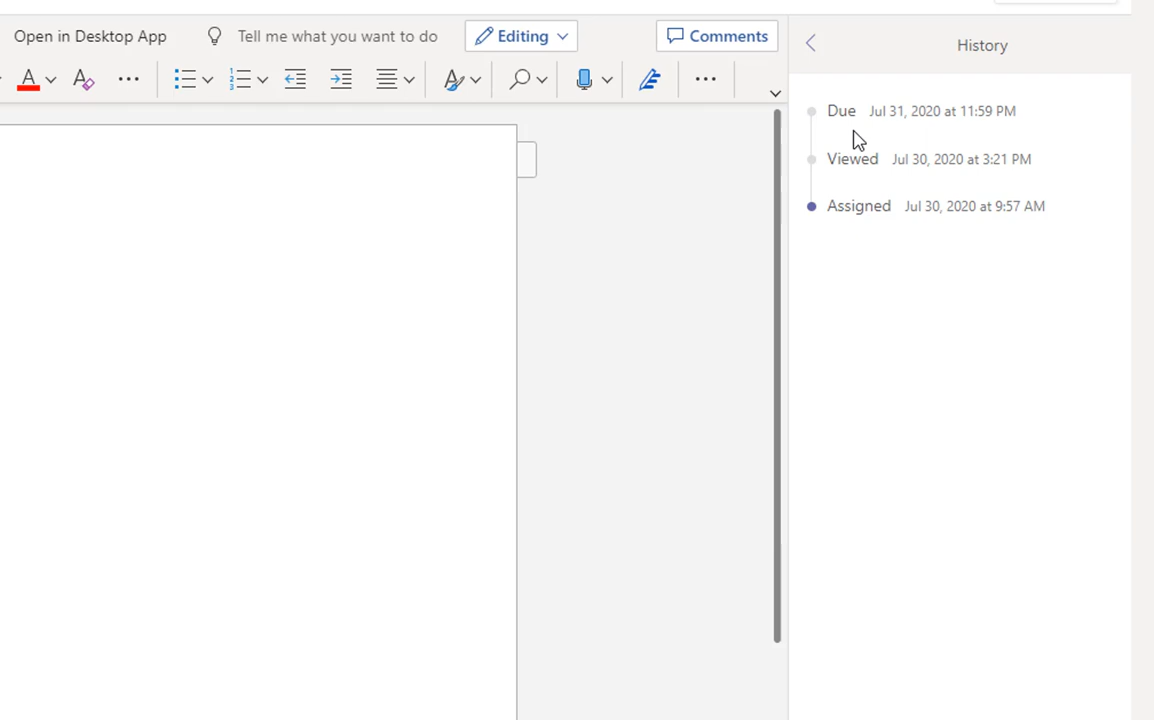 Open in Desktop App Tell me what you want to do Editing Comments
A A
History
Due Jul 31, 2020 at 11:59 PM
Viewed Jul 30, 2020 at 3:21 PM
Assigned Jul 30, 2020 at 9:57 AM